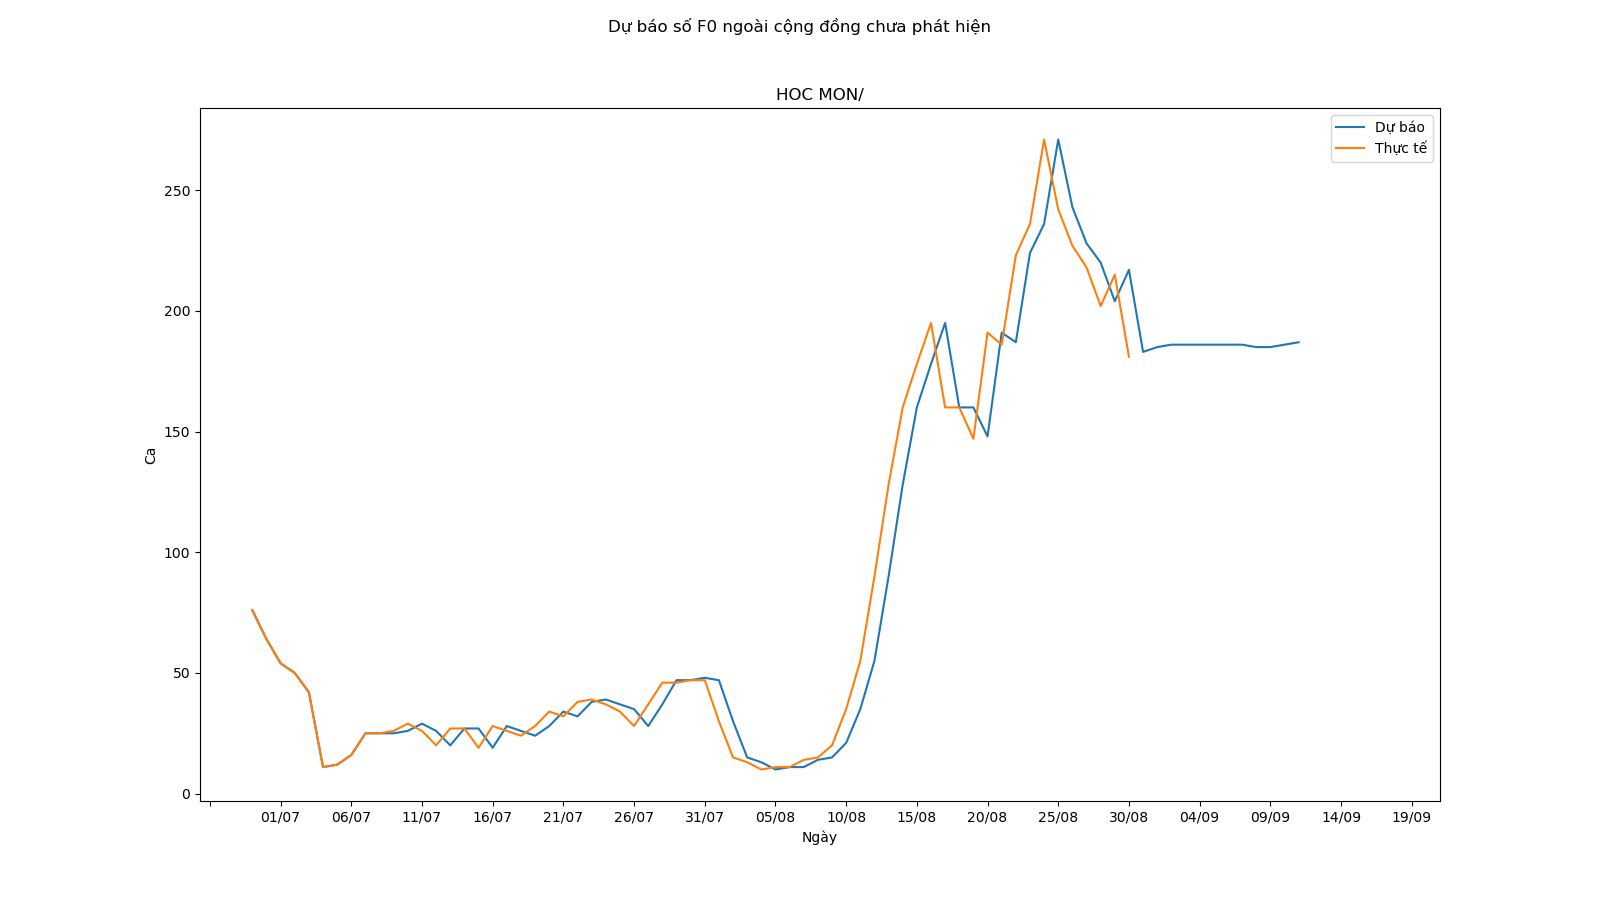 Dự báo số F0 ngoài cộng đồng chưa phát hiện
HOC MON/
Dự báo
Thực tế
250
200
150
100
50
0
Ca
01/07 06/07 11/07 16/07 21/07 26/07 31/07 05/08 10/08 15/08 20/08 25/08 30/08 04/09 09/09 14/09 19/09
Ngày